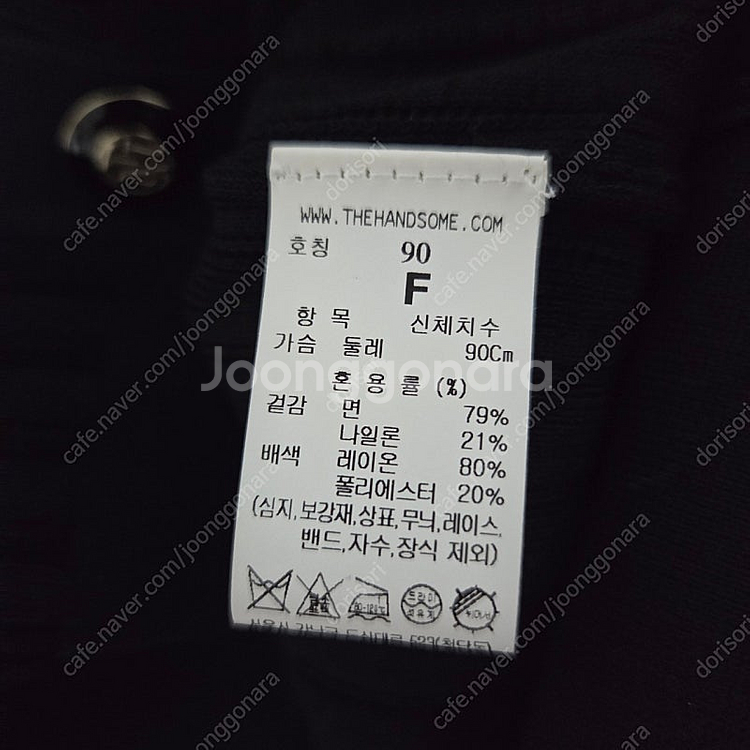 WWW.THEHANDSOME.COM
호칭 90
F
항 목 신체치수
가슴 둘레 90Cm
혼 용 률 (%)
겉감 면 79%
나일론 21%
배색 레이온 80%
폴리에스터 20%
(심지,보강재,상표,무늬,레이스,
밴드,자수,장식 제외)
Joonggonara
cafe.naver.com/joonggonara
dorisori